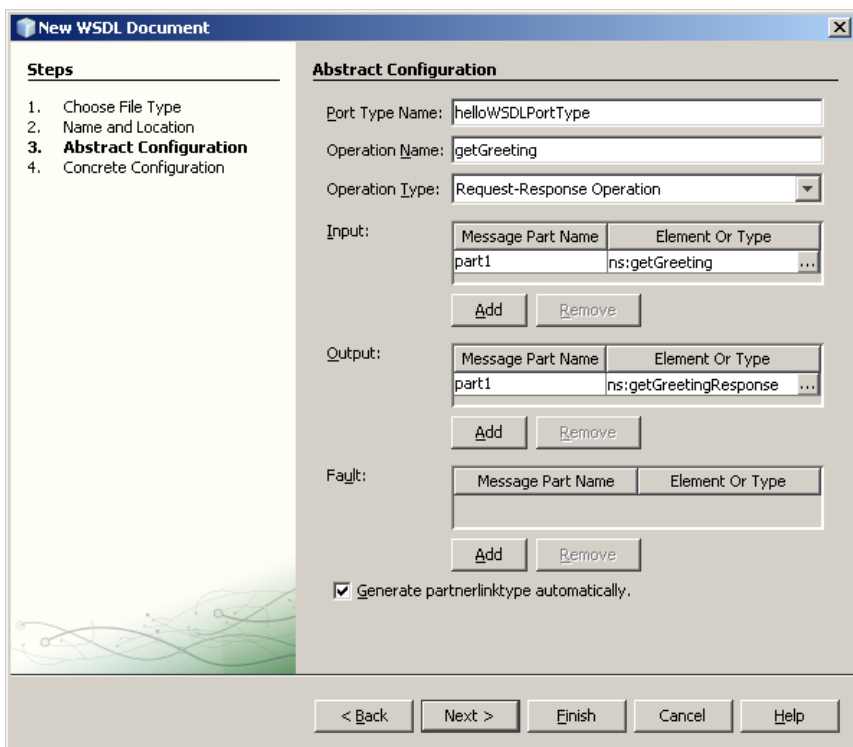 New WSDL Document
Steps
1. Choose File Type
2. Name and Location
3. Abstract Configuration
4. Concrete Configuration
Abstract Configuration
Port Type Name: helloWSDLPortType
Operation Name: getGreeting
Operation Type: Request-Response Operation
Input:
Message Part Name Element Or Type
part1 ns:getGreeting ...
Add Remove
Output:
Message Part Name Element Or Type
part1 ns:getGreetingResponse ...
Add Remove
Fault:
Message Part Name Element Or Type
Add Remove
Generate partnerlinktype automatically.
< Back Next > Finish Cancel Help